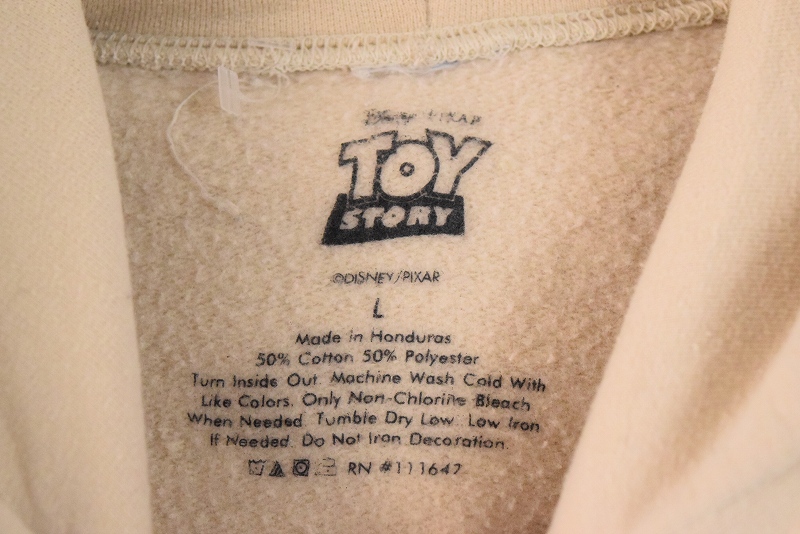 Disney PIXAR
TOY
STORY
©DISNEY/PIXAR
L
Made in Honduras
50% Cotton 50% Polyester
Turn Inside Out. Machine Wash Cold With
Like Colors. Only Non-Chlorine Bleach
When Needed. Tumble Dry Low. Low Iron
If Needed. Do Not Iron Decoration.
RN #111642